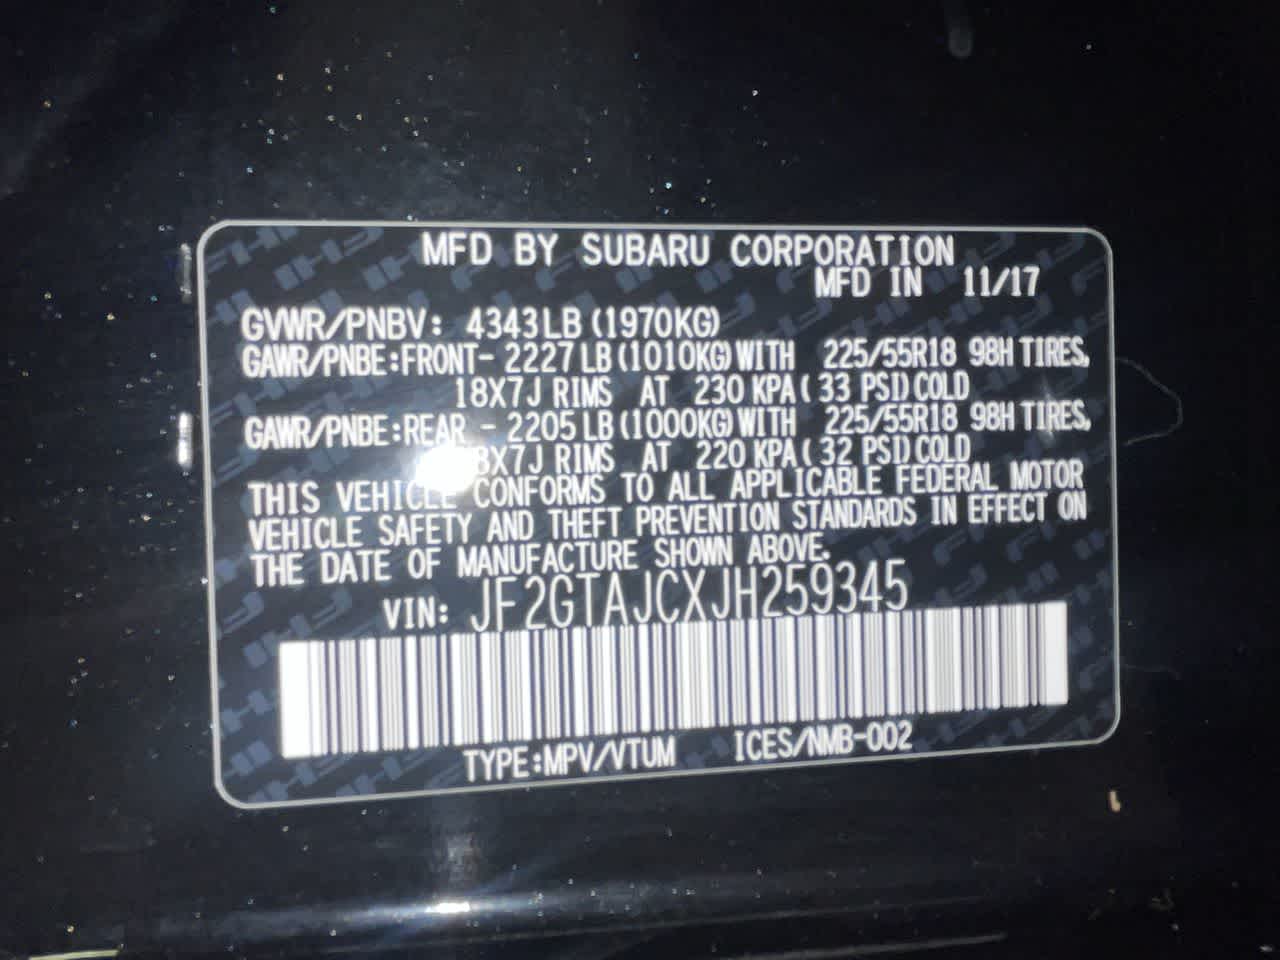 MFD BY SUBARU CORPORATION
MFD IN 11/17
GVWR/PNBV: 4343LB (1970KG)
GAWR/PNBE:FRONT- 2227 LB (1010KG) WITH 225/55R18 98H TIRES,
18X7J RIMS AT 230 KPA ( 33 PSI) COLD
GAWR/PNBE:REAR - 2205 LB (1000KG) WITH 225/55R18 98H TIRES,
8X7J RIMS AT 220 KPA ( 32 PSI) COLD
THIS VEHICLE CONFORMS TO ALL APPLICABLE FEDERAL MOTOR
VEHICLE SAFETY AND THEFT PREVENTION STANDARDS IN EFFECT ON
THE DATE OF MANUFACTURE SHOWN ABOVE.
VIN: JF2GTAJCXJH259345
TYPE:MPV/VTUM ICES/NMB-002